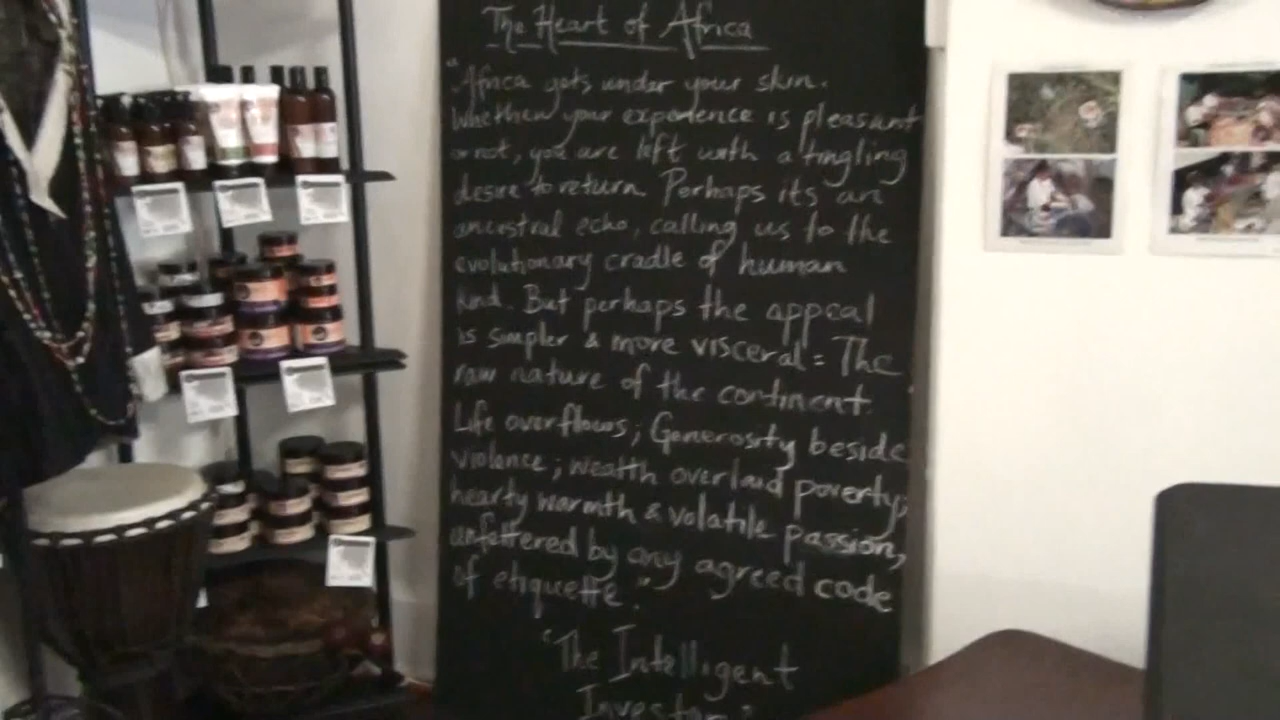 The Heart of Africa
"Africa gets under your skin.
Whethen your experience is pleasant
or not, you are left with a tingling
desire to return. Perhaps its an
ancestral echo, calling us to the
evolutionary cradle of human
kind. But perhaps the appeal
is simpler & more visceral: The
raw nature of the continent.
Life overflows; Generosity beside
violence; wealth overlaid poverty;
hearty warmth & volatile passion,
unfettered by any agreed code
of etiquette."
"The Intelligent
Investor"